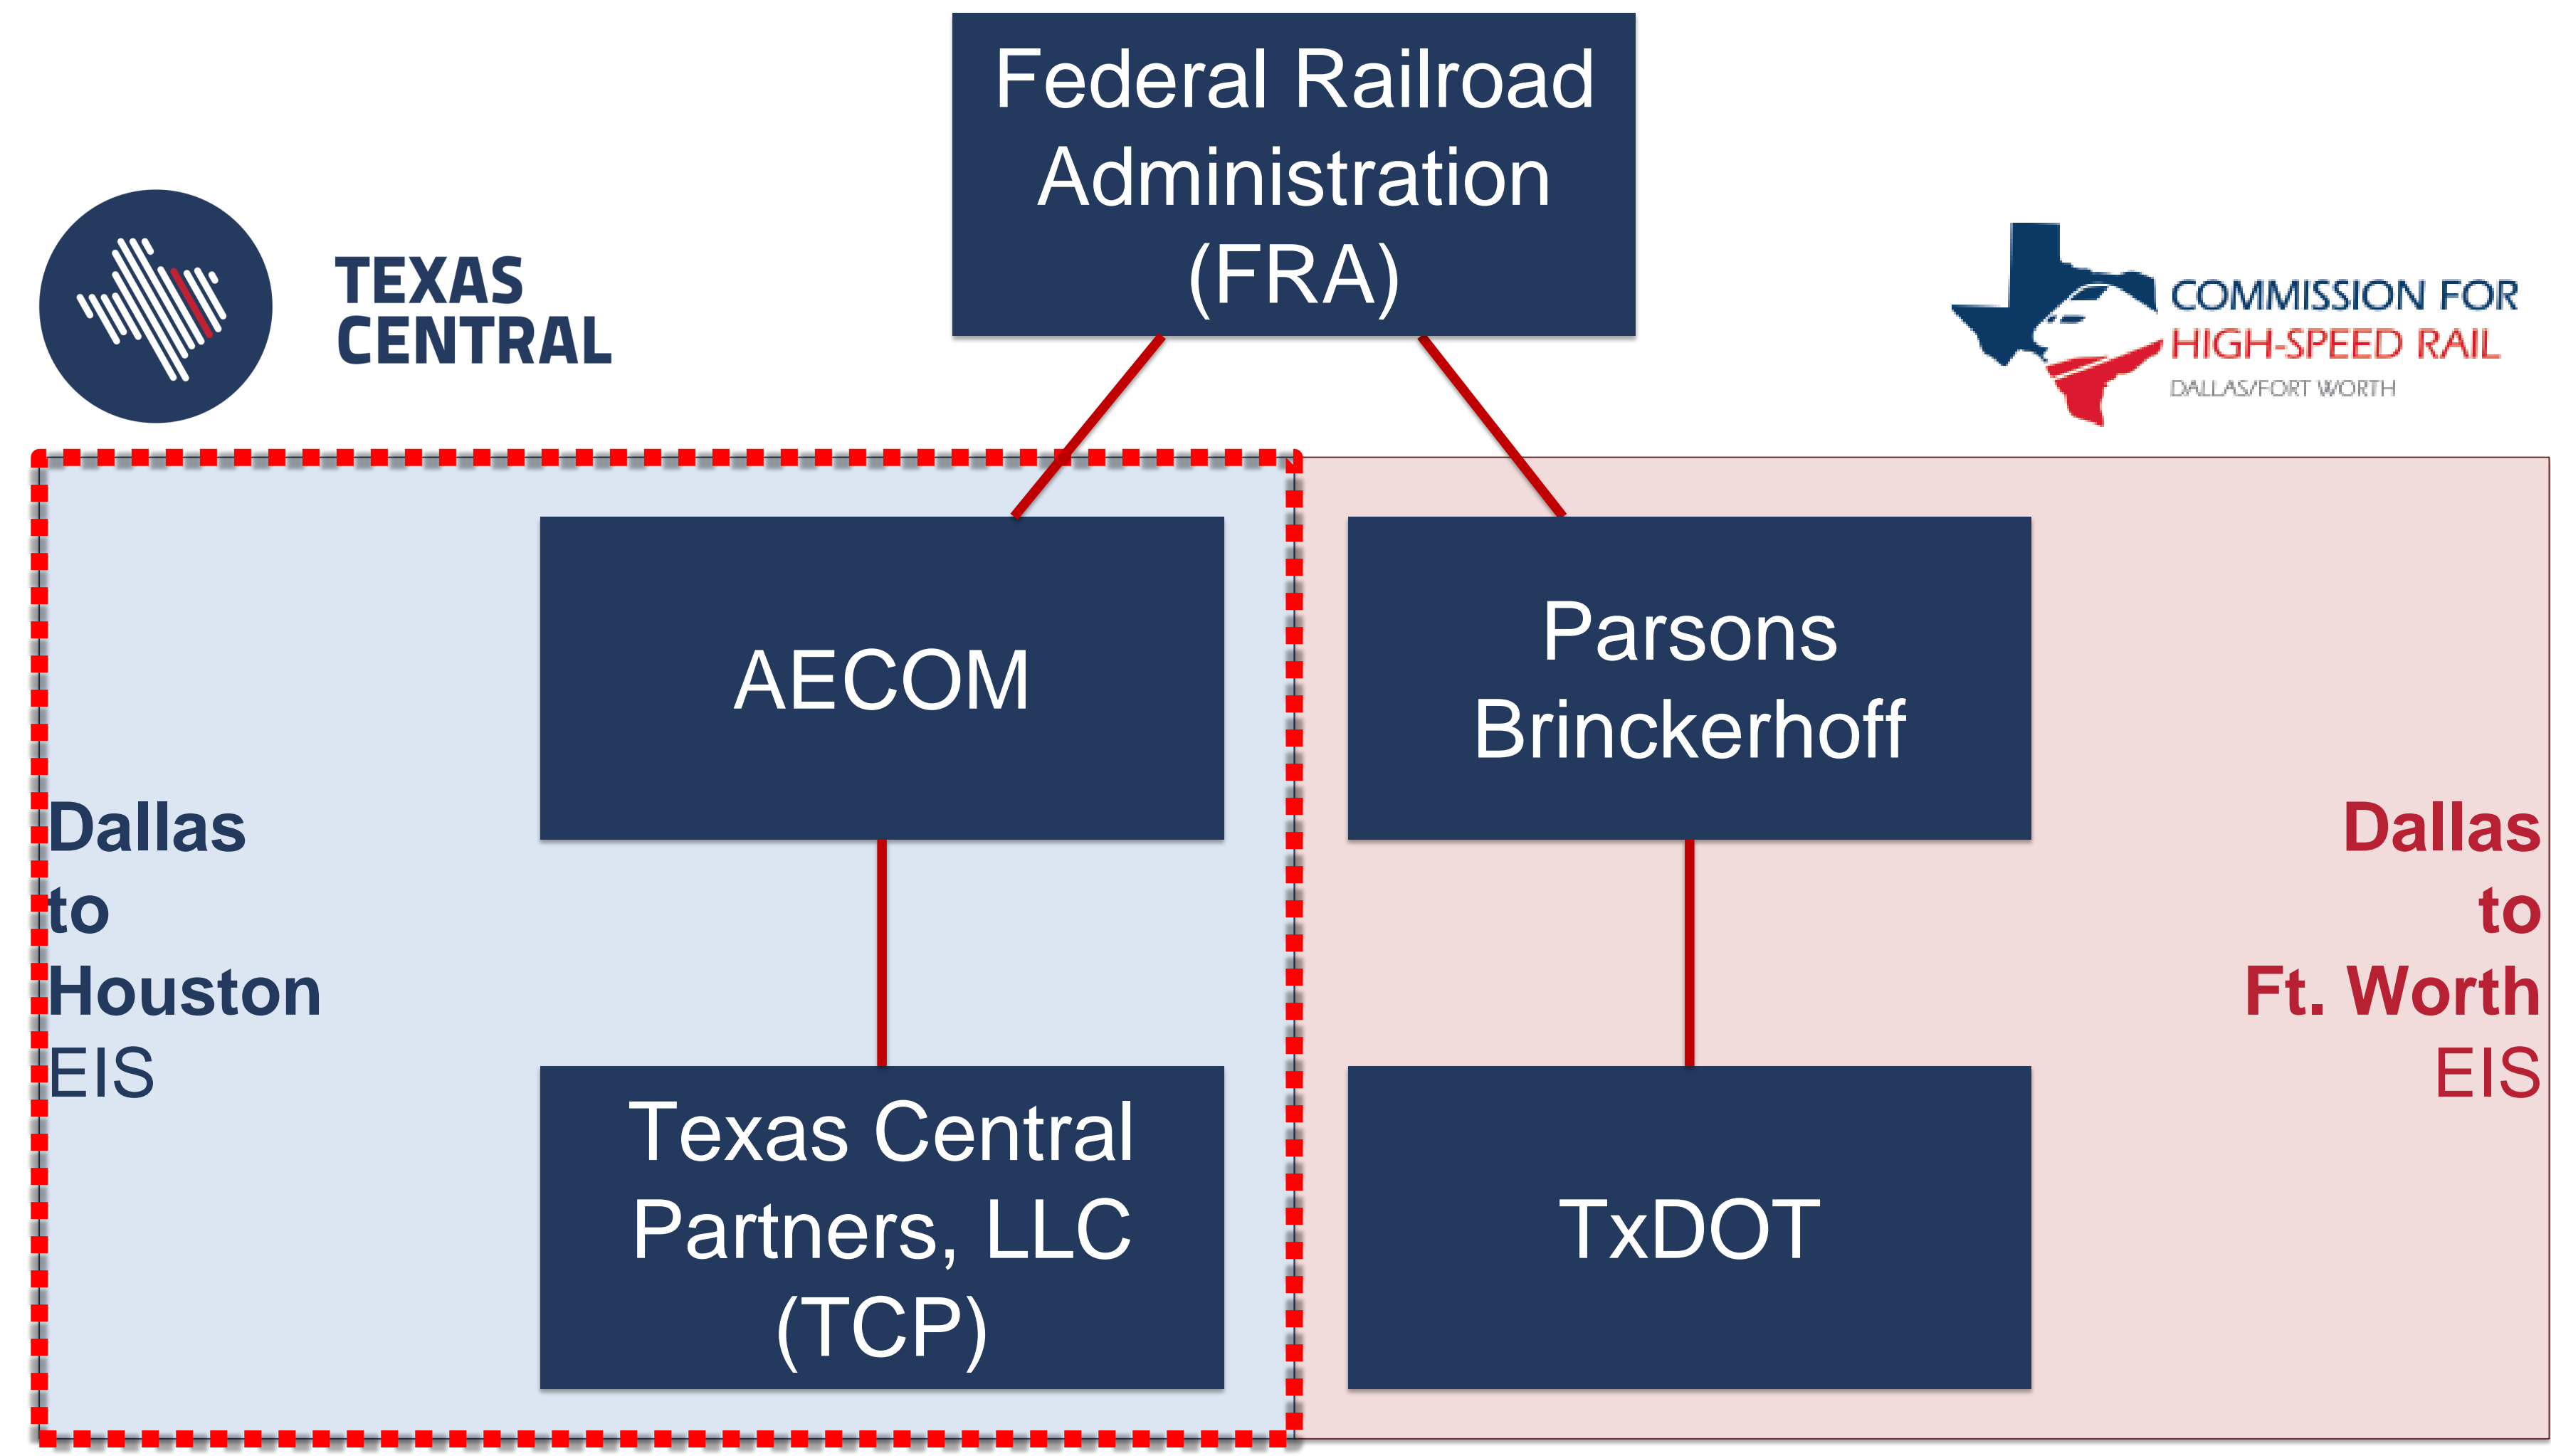 Federal Railroad
Administration
(FRA)
TEXAS
CENTRAL
COMMISSION FOR
HIGH-SPEED RAIL
DALLAS/FORT WORTH
Dallas
to
Houston
EIS
AECOM
Texas Central
Partners, LLC
(TCP)
Parsons
Brinckerhoff
TxDOT
Dallas
to
Ft. Worth
EIS